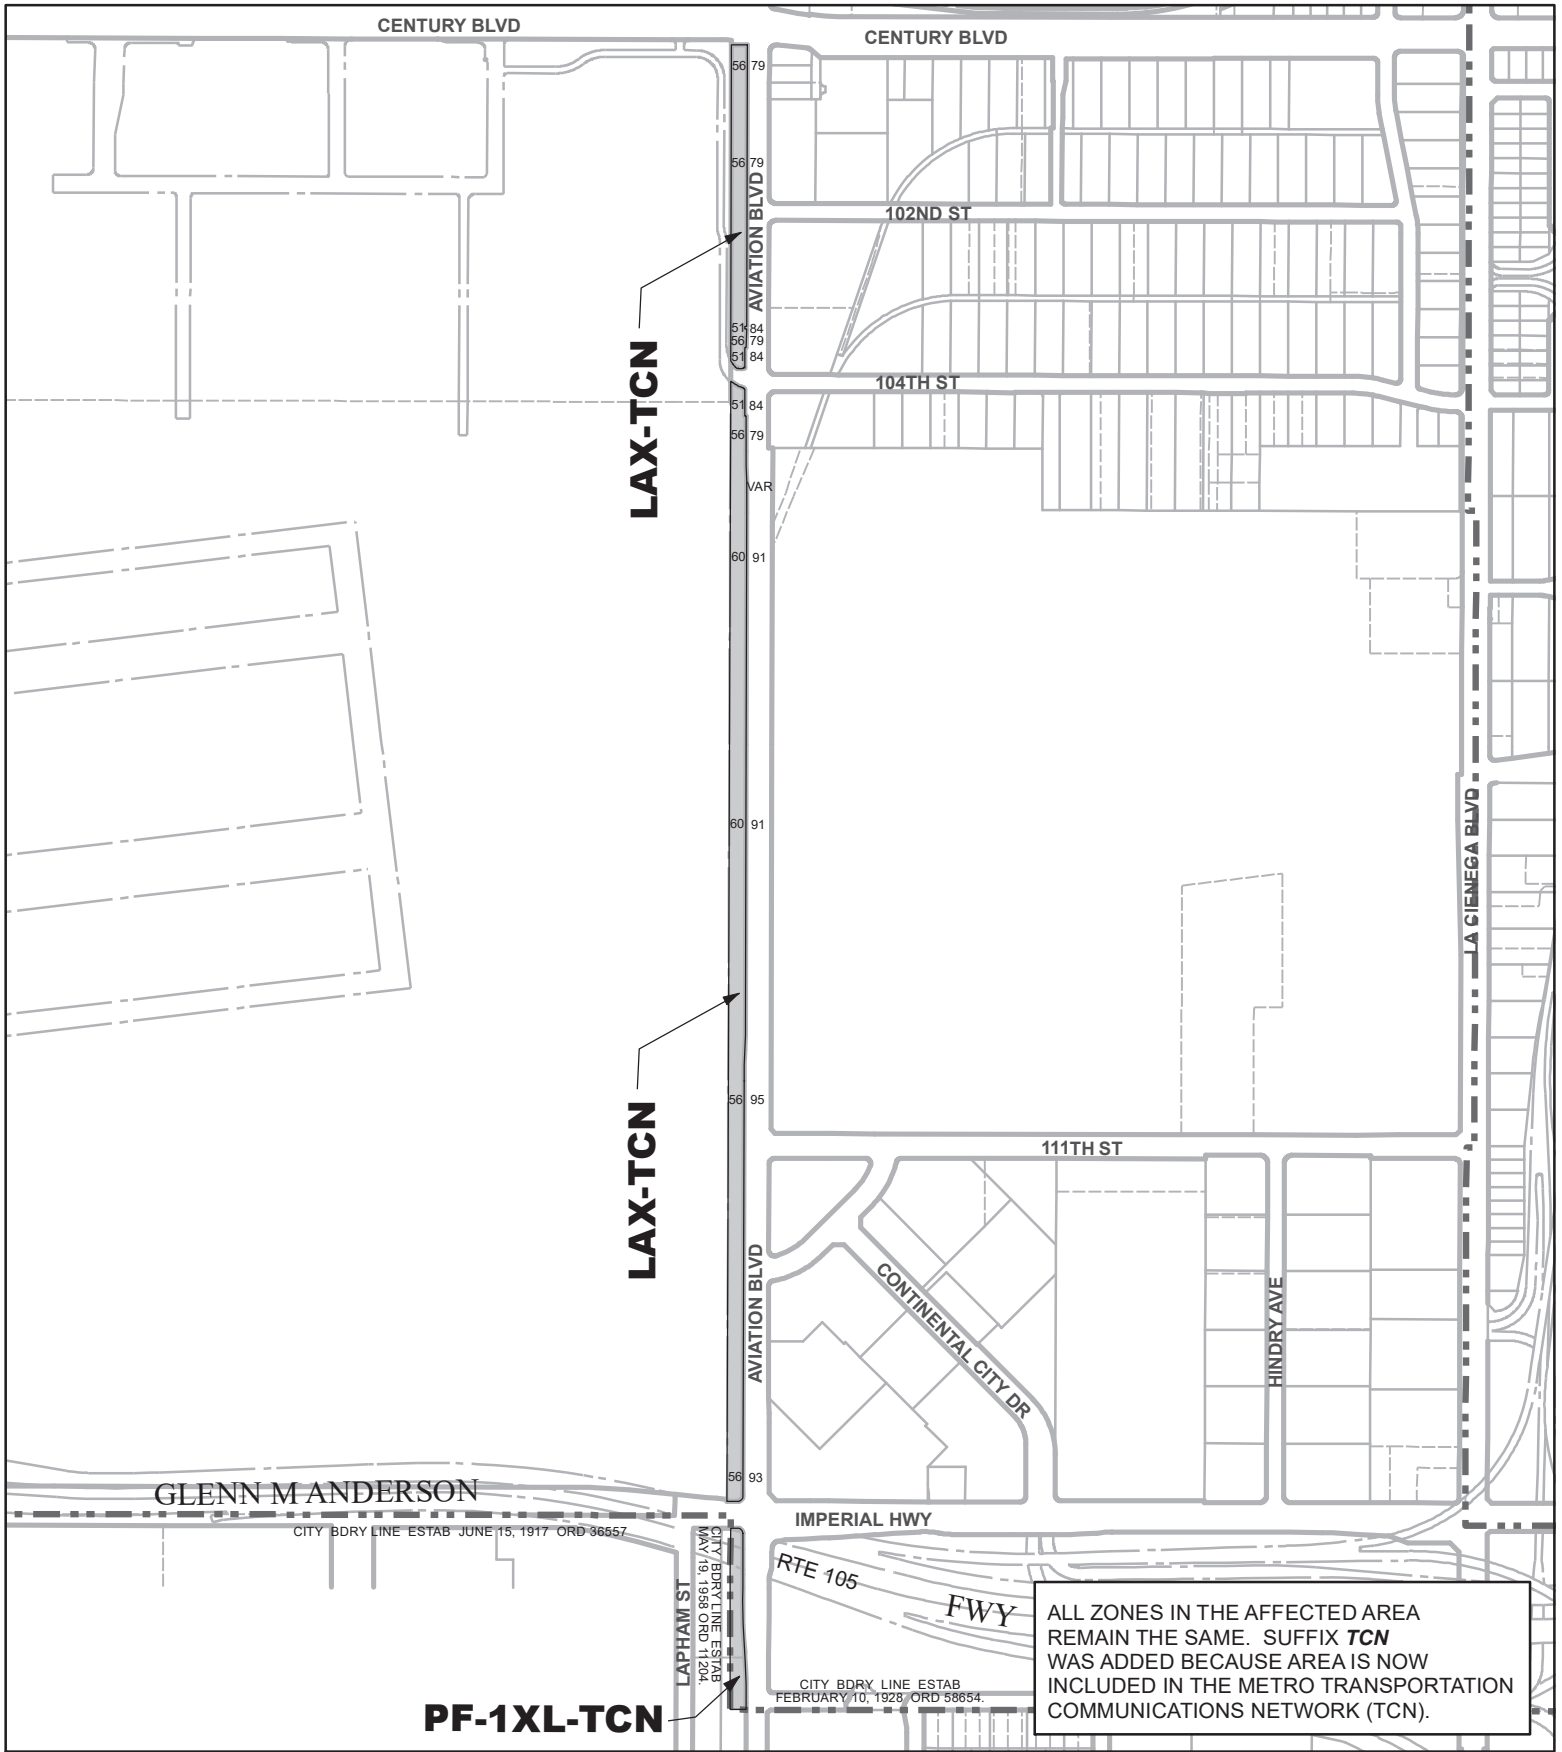 CENTURY BLVD
CENTURY BLVD
56 79
56 79
AVIATION BLVD
102ND ST
LAX-TCN
51 84
56 79
51 84
104TH ST
51 84
56 79
VAR
60 91
60 91
LA CIENEGA BLVD
LAX-TCN
56 95
111TH ST
AVIATION BLVD
CONTINENTAL CITY DR
HINDRY AVE
56 93
GLENN M ANDERSON
IMPERIAL HWY
CITY BDRY LINE ESTAB JUNE 15, 1917 ORD 36557
CITY BDRY LINE ESTAB
MAY 19, 1958 ORD 11204.
LAPHAM ST
RTE 105
FWY
CITY BDRY LINE ESTAB
FEBRUARY 10, 1928 ORD 58654.
PF-1XL-TCN
ALL ZONES IN THE AFFECTED AREA
REMAIN THE SAME. SUFFIX TCN
WAS ADDED BECAUSE AREA IS NOW
INCLUDED IN THE METRO TRANSPORTATION
COMMUNICATIONS NETWORK (TCN).